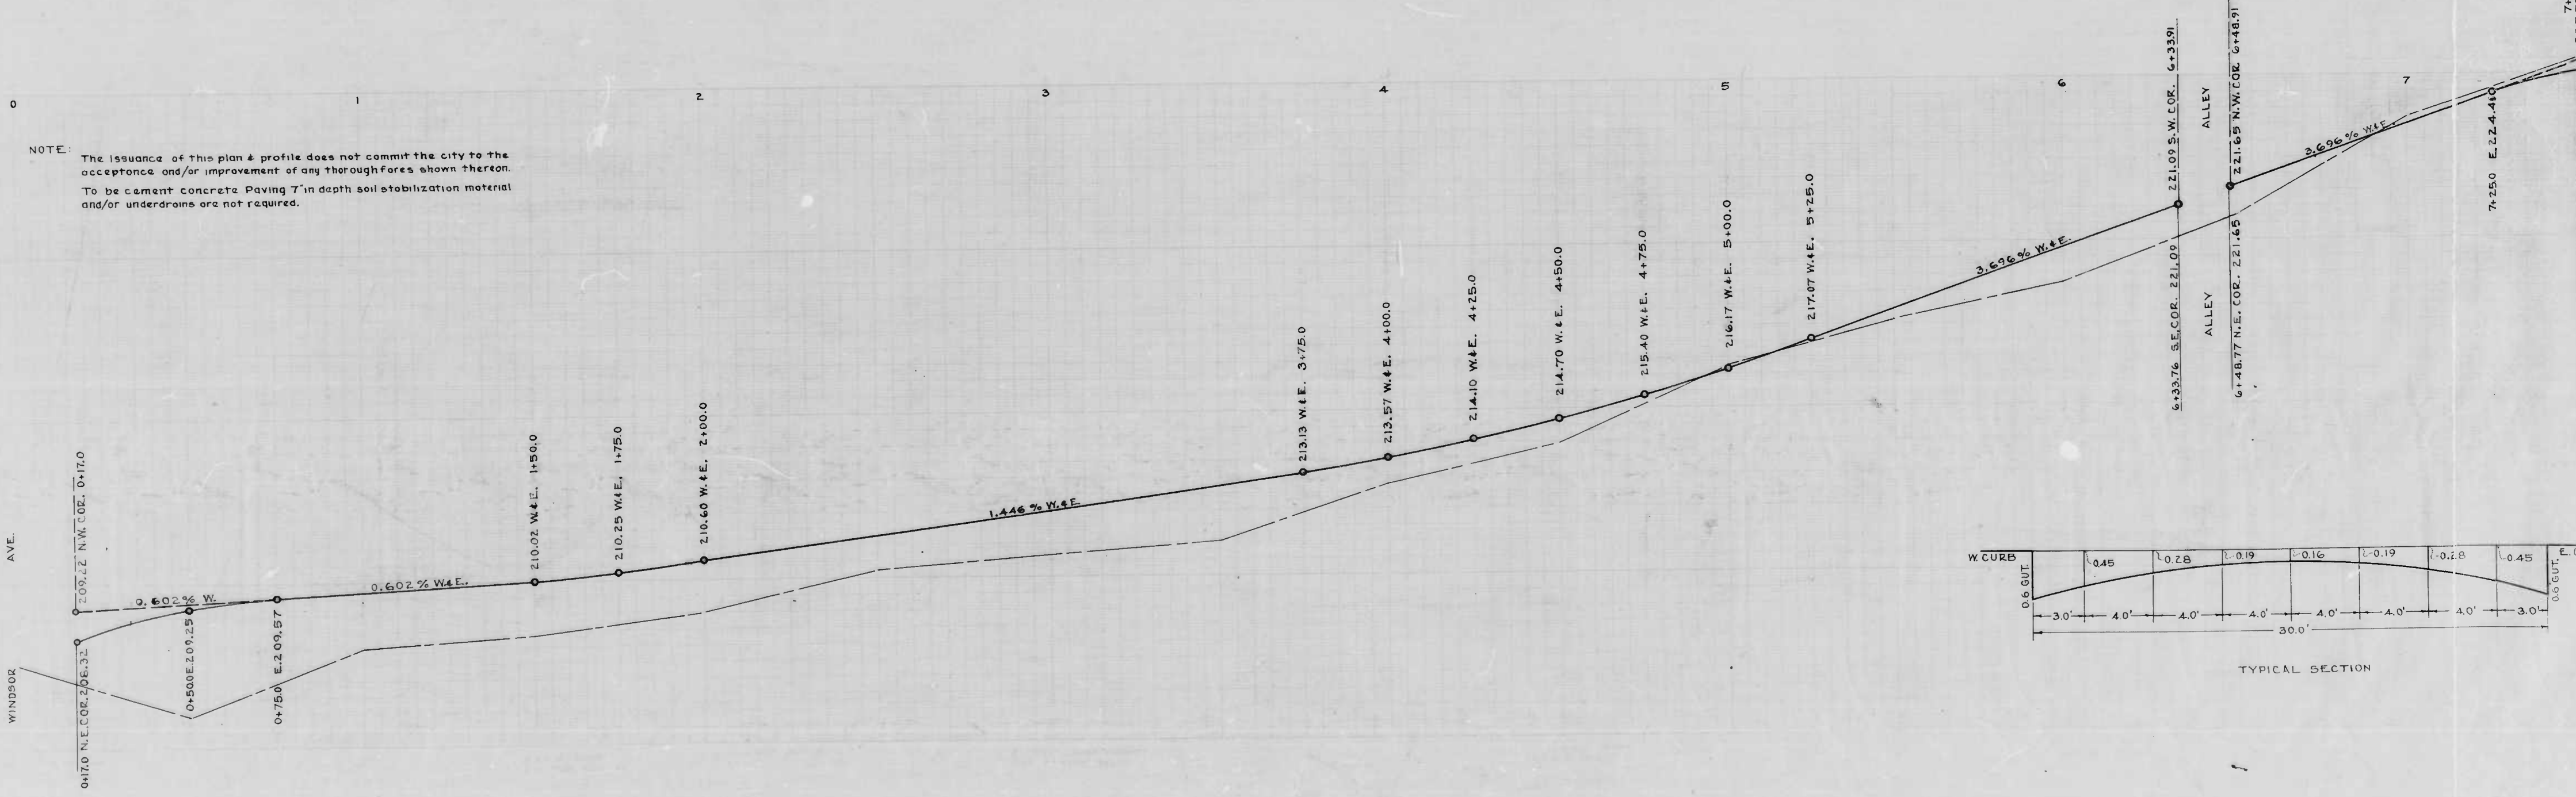 0 1 2 3 4 5 6 7
NOTE:
The issuance of this plan & profile does not commit the city to the
acceptance and/or improvement of any thoroughfares shown thereon.
To be cement concrete Paving 7" in depth soil stabilization material
and/or underdrains are not required.
WINDSOR AVE.
209.22 N.W. COR. 0+17.0
0+17.0 N.E. COR. 208.32
0.602% W.
0+50.0 E. 209.25
0+75.0 E. 209.57
0.602% W.&E.
210.02 W.&E. 1+50.0
210.25 W.&E. 1+75.0
210.60 W.&E. 2+00.0
1.446% W.&E.
213.13 W.&E. 3+75.0
213.57 W.&E. 4+00.0
214.10 W.&E. 4+25.0
214.70 W.&E. 4+50.0
215.40 W.&E. 4+75.0
216.17 W.&E. 5+00.0
217.07 W.&E. 5+25.0
3.696% W.&E.
221.09 S.W. COR. 6+33.91
6+33.76 S.E. COR. 221.09
ALLEY
ALLEY
221.65 N.W. COR 6+48.91
6+48.77 N.E. COR. 221.65
3.696% W.&E.
7+25.0 E. 224.40
7+
W. CURB
0.6 GUT.
0.45 0.28 0.19 0.16 0.19 0.28 0.45
E.
0.6 GUT.
3.0' 4.0' 4.0' 4.0' 4.0' 4.0' 4.0' 3.0'
30.0'
TYPICAL SECTION